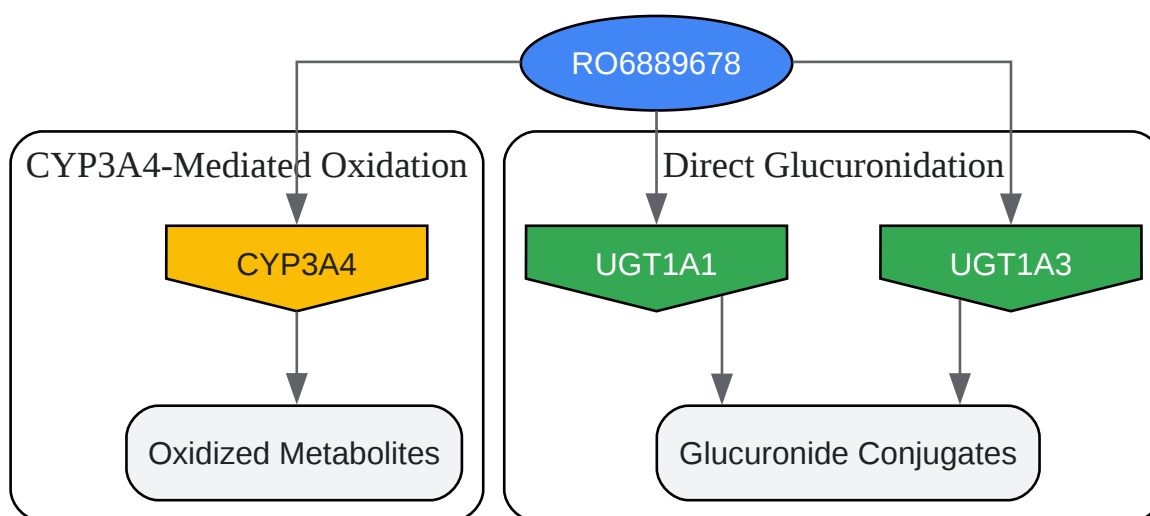 RO6889678
CYP3A4-Mediated Oxidation
Direct Glucuronidation
CYP3A4
UGT1A1
UGT1A3
Oxidized Metabolites
Glucuronide Conjugates